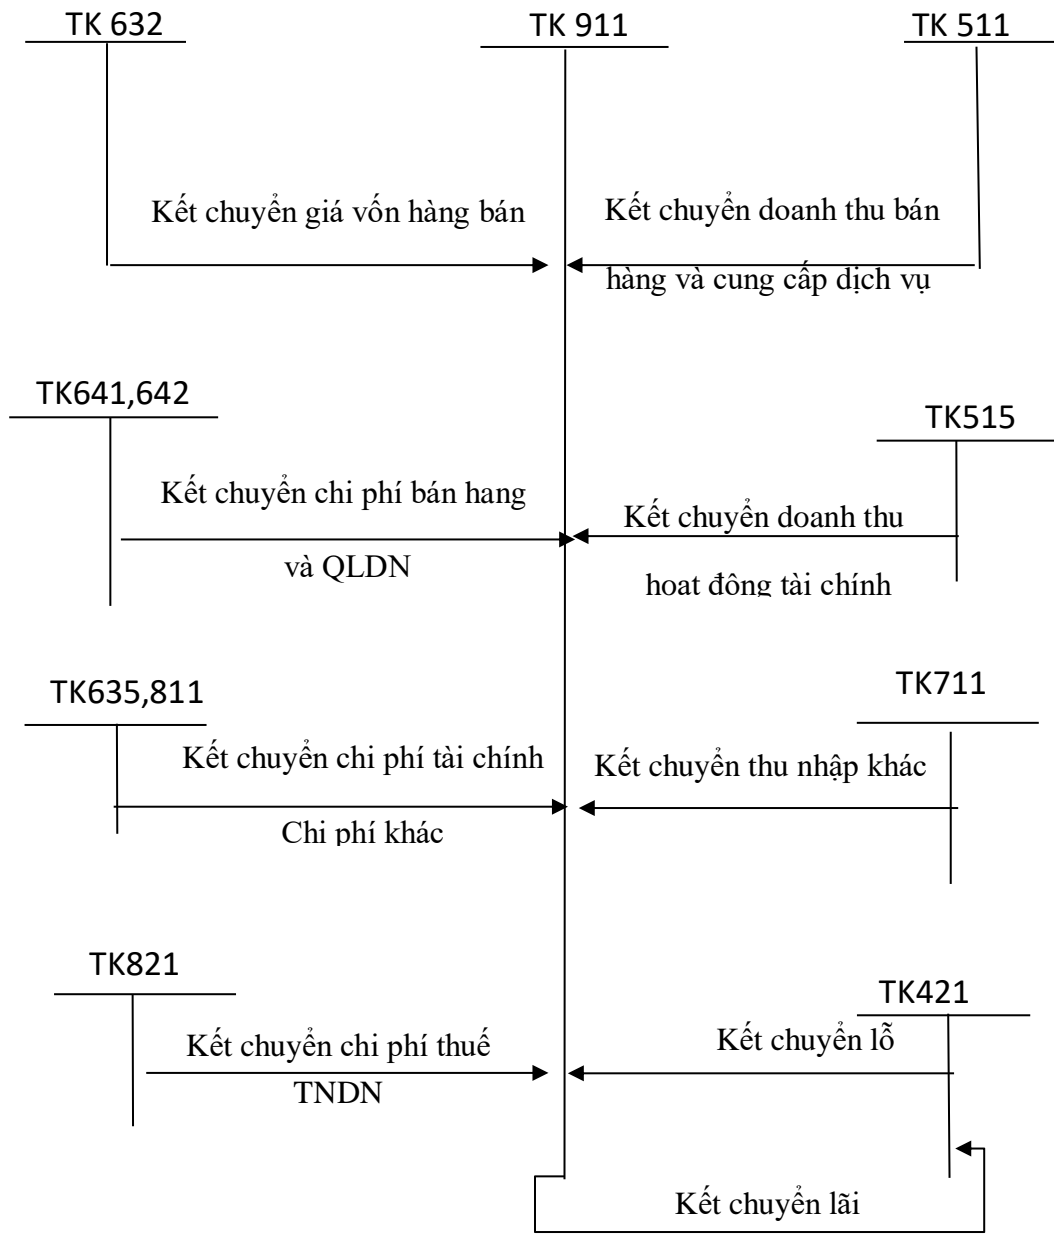 TK 632
TK 911
TK 511
Kết chuyển giá vốn hàng bán
Kết chuyển doanh thu bán
hàng và cung cấp dịch vụ
TK641,642
TK515
Kết chuyển chi phí bán hang
và QLDN
Kết chuyển doanh thu
hoat đông tài chính
TK635,811
TK711
Kết chuyển chi phí tài chính
Chi phí khác
Kết chuyển thu nhập khác
TK821
TK421
Kết chuyển chi phí thuế
TNDN
Kết chuyển lỗ
Kết chuyển lãi